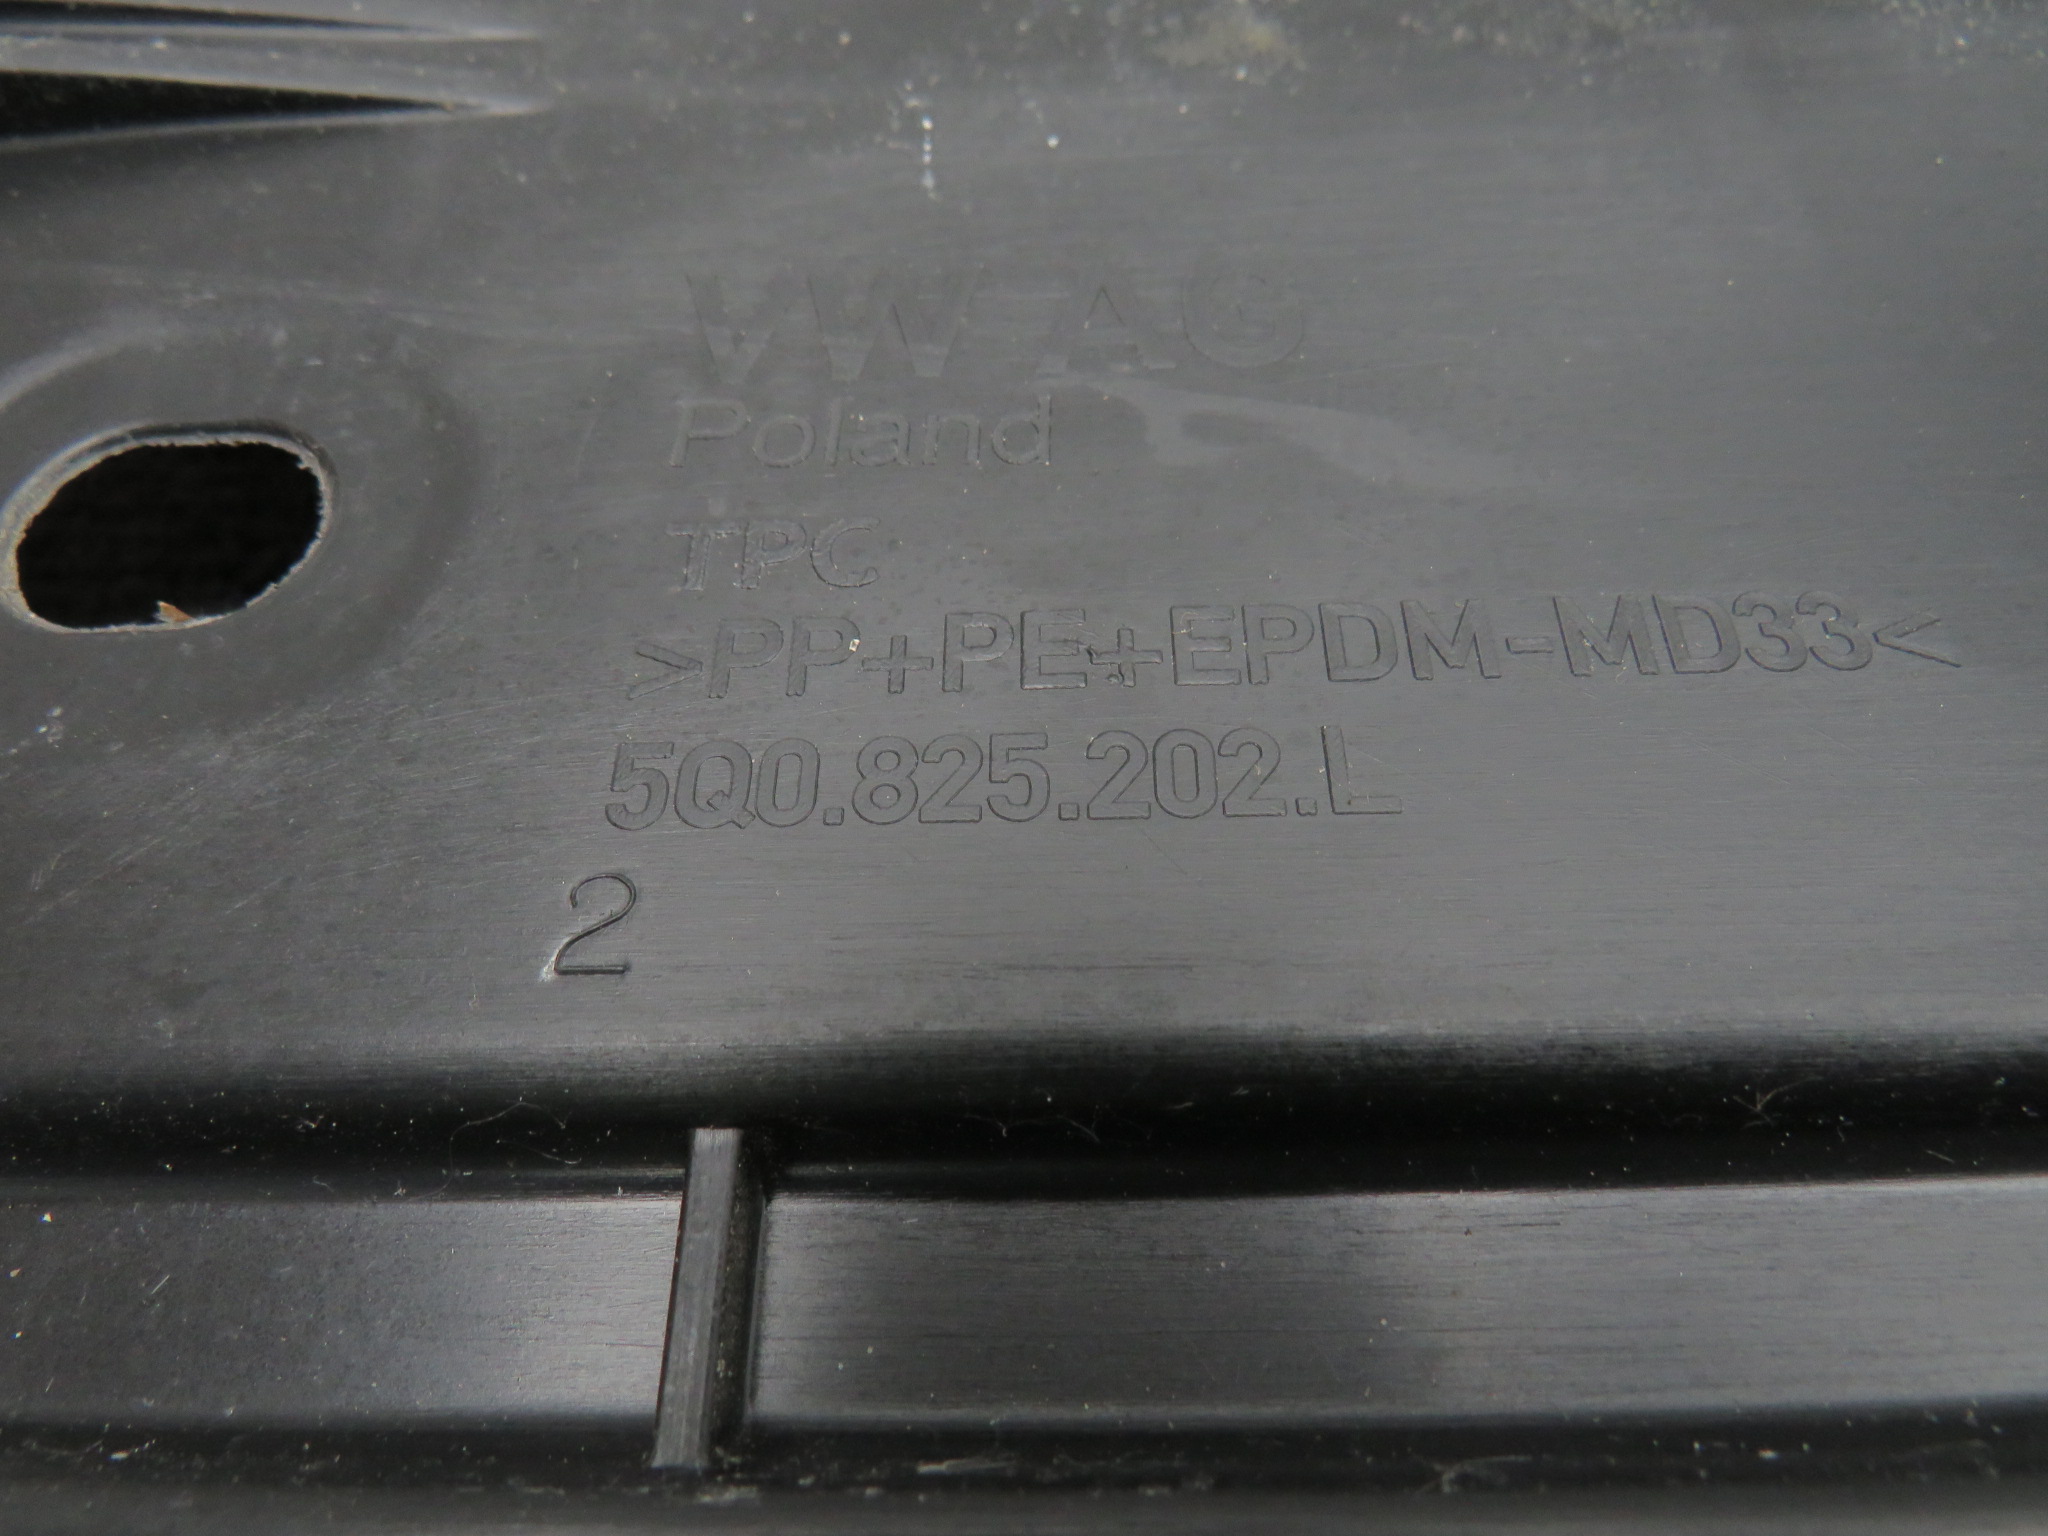 VW AG
Poland
TPC
>PP+PE+EPDM-MD33<
5Q0.825.202.L
2